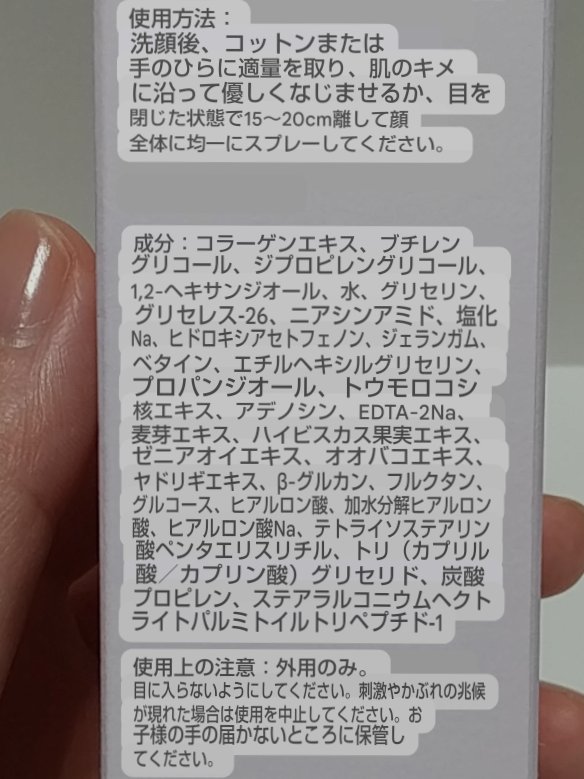 使用方法：
洗顔後、コットンまたは
手のひらに適量を取り、肌のキメ
に沿って優しくなじませるか、目を
閉じた状態で15～20cm離して顔
全体に均一にスプレーしてください。
成分：コラーゲンエキス、ブチレン
グリコール、ジプロピレングリコール、
1,2-ヘキサンジオール、水、グリセリン、
グリセレス-26、ニアシンアミド、塩化
Na、ヒドロキシアセトフェノン、ジェランガム、
ベタイン、エチルヘキシルグリセリン、
プロパンジオール、トウモロコシ
核エキス、アデノシン、EDTA-2Na、
麦芽エキス、ハイビスカス果実エキス、
ゼニアオイエキス、オオバコエキス、
ヤドリギエキス、β-グルカン、フルクタン、
グルコース、ヒアルロン酸、加水分解ヒアルロン
酸、ヒアルロン酸Na、テトライソステアリン
酸ペンタエリスリチル、トリ（カプリル
酸／カプリン酸）グリセリド、炭酸
プロピレン、ステアラルコニウムヘクト
ライトパルミトイルトリペプチド-1
使用上の注意：外用のみ。
目に入らないようにしてください。刺激やかぶれの兆候
が現れた場合は使用を中止してください。お
子様の手の届かないところに保管し
てください。